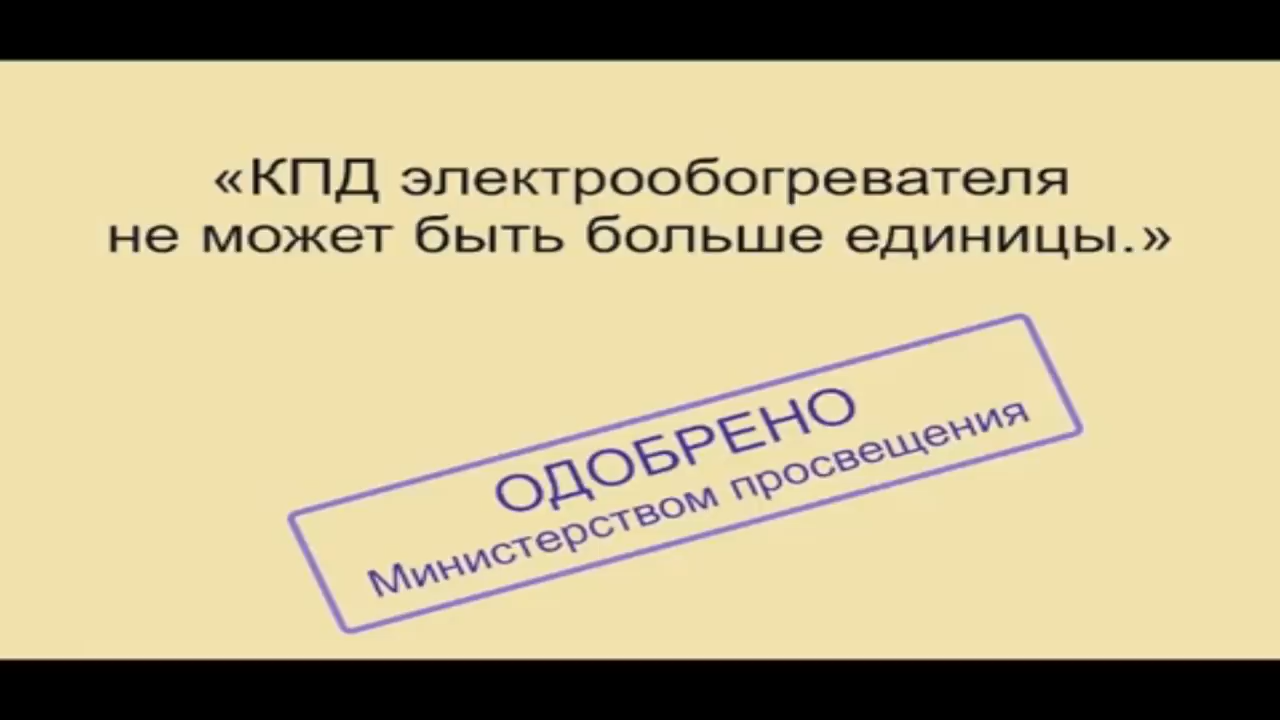 «КПД электрообогревателя
не может быть больше единицы.»
ОДОБРЕНО
Министерством просвещения